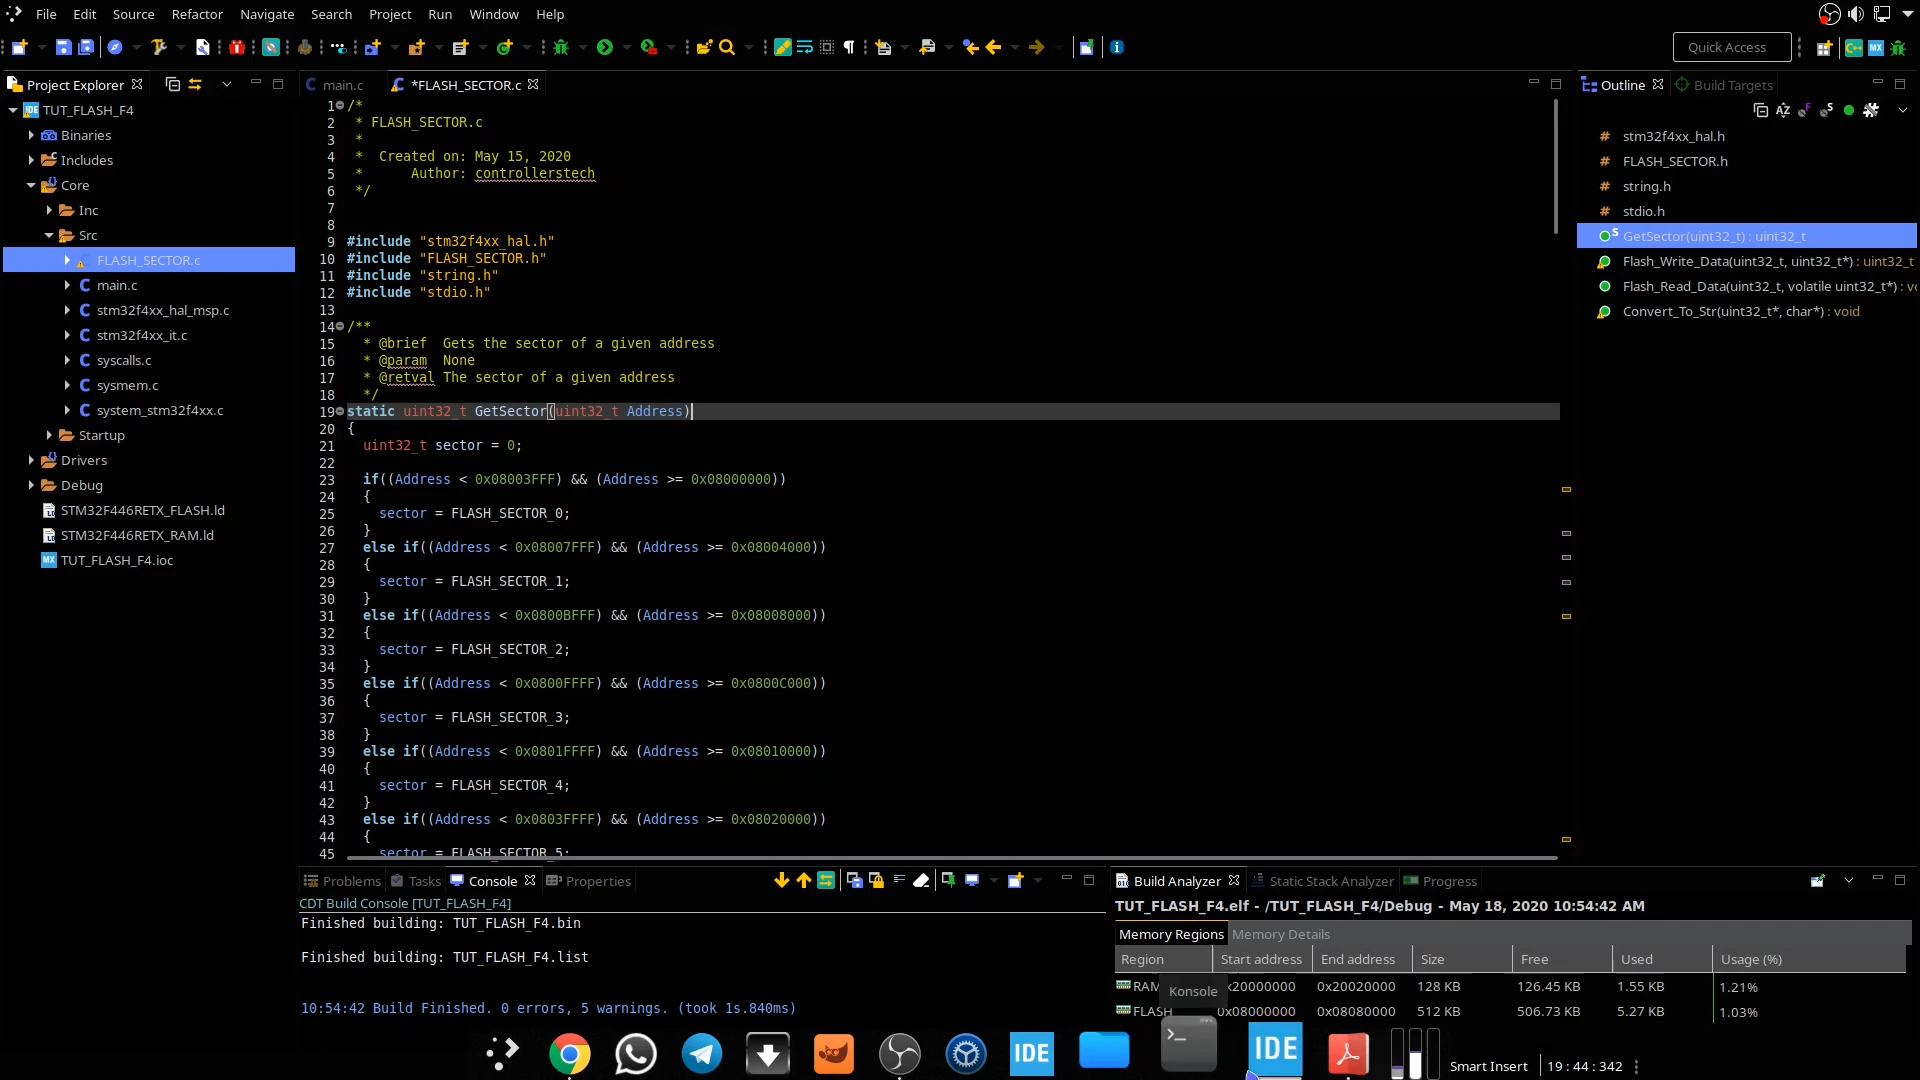 File Edit Source Refactor Navigate Search Project Run Window Help
Quick Access
Project Explorer
TUT_FLASH_F4
Binaries
Includes
Core
Inc
Src
FLASH_SECTOR.c
main.c
stm32f4xx_hal_msp.c
stm32f4xx_it.c
syscalls.c
sysmem.c
system_stm32f4xx.c
Startup
Drivers
Debug
STM32F446RETX_FLASH.ld
STM32F446RETX_RAM.ld
MX TUT_FLASH_F4.ioc
main.c *FLASH_SECTOR.c
1 /*
2 * FLASH_SECTOR.c
3 *
4 * Created on: May 15, 2020
5 * Author: controllerstech
6 */
7
8
9 #include "stm32f4xx_hal.h"
10 #include "FLASH_SECTOR.h"
11 #include "string.h"
12 #include "stdio.h"
13
14 /**
15 * @brief Gets the sector of a given address
16 * @param None
17 * @retval The sector of a given address
18 */
19 static uint32_t GetSector(uint32_t Address)
20 {
21 uint32_t sector = 0;
22
23 if((Address < 0x08003FFF) && (Address >= 0x08000000))
24 {
25 sector = FLASH_SECTOR_0;
26 }
27 else if((Address < 0x08007FFF) && (Address >= 0x08004000))
28 {
29 sector = FLASH_SECTOR_1;
30 }
31 else if((Address < 0x0800BFFF) && (Address >= 0x08008000))
32 {
33 sector = FLASH_SECTOR_2;
34 }
35 else if((Address < 0x0800FFFF) && (Address >= 0x0800C000))
36 {
37 sector = FLASH_SECTOR_3;
38 }
39 else if((Address < 0x0801FFFF) && (Address >= 0x08010000))
40 {
41 sector = FLASH_SECTOR_4;
42 }
43 else if((Address < 0x0803FFFF) && (Address >= 0x08020000))
44 {
45 sector = FLASH_SECTOR_5;
Outline Build Targets
# stm32f4xx_hal.h
# FLASH_SECTOR.h
# string.h
# stdio.h
S GetSector(uint32_t) : uint32_t
Flash_Write_Data(uint32_t, uint32_t*) : uint32_t
Flash_Read_Data(uint32_t, volatile uint32_t*) : v
Convert_To_Str(uint32_t*, char*) : void
Problems Tasks Console Properties
CDT Build Console [TUT_FLASH_F4]
Finished building: TUT_FLASH_F4.bin
Finished building: TUT_FLASH_F4.list
10:54:42 Build Finished. 0 errors, 5 warnings. (took 1s.840ms)
Build Analyzer Static Stack Analyzer Progress
TUT_FLASH_F4.elf - /TUT_FLASH_F4/Debug - May 18, 2020 10:54:42 AM
Memory Regions Memory Details
Region Start address End address Size Free Used Usage (%)
RAM x20000000 0x20020000 128 KB 126.45 KB 1.55 KB 1.21%
FLASH 0x08000000 0x08080000 512 KB 506.73 KB 5.27 KB 1.03%
Konsole
IDE IDE
Smart Insert 19 : 44 : 342